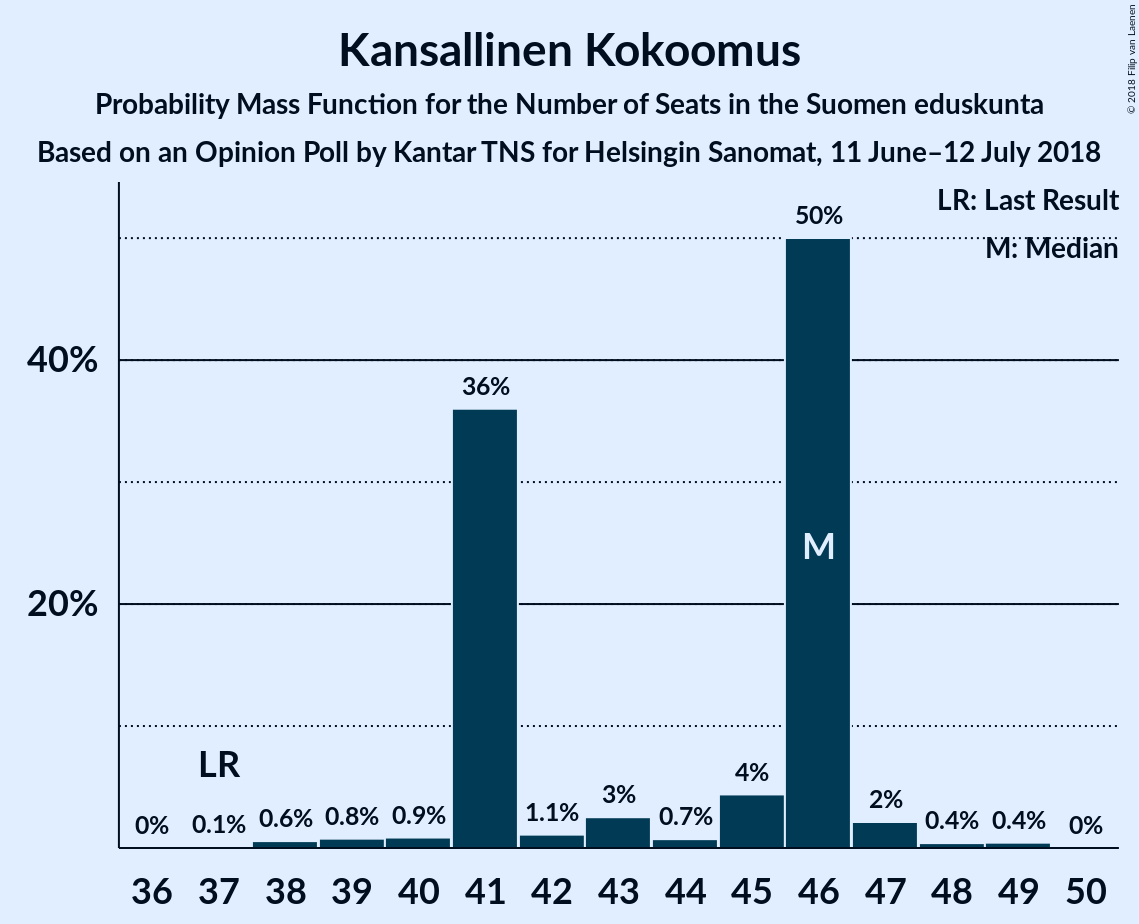 Kansallinen Kokoomus
Probability Mass Function for the Number of Seats in the Suomen eduskunta
Based on an Opinion Poll by Kantar TNS for Helsingin Sanomat, 11 June–12 July 2018
© 2018 Filip van Laenen
LR: Last Result
M: Median
50%
40%
36%
20%
M
LR
0%
0.1%
0.6%
0.8%
0.9%
1.1%
3%
0.7%
4%
2%
0.4%
0.4%
0%
36 37 38 39 40 41 42 43 44 45 46 47 48 49 50